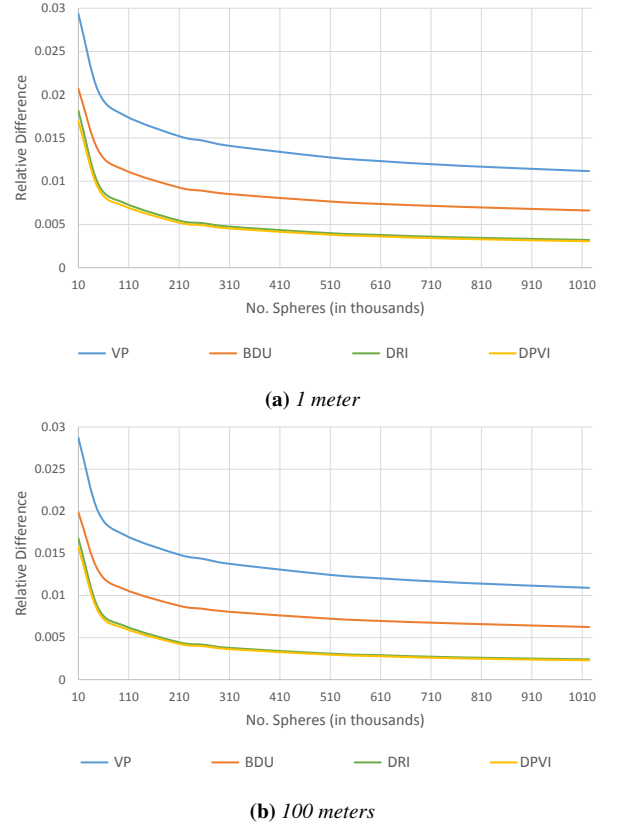 0.03
0.025
0.02
0.015
0.01
0.005
0
Relative Difference
10 110 210 310 410 510 610 710 810 910 1010
No. Spheres (in thousands)
VP BDU DRI DPVI
(a) 1 meter
0.03
0.025
0.02
0.015
0.01
0.005
0
Relative Difference
10 110 210 310 410 510 610 710 810 910 1010
No. Spheres (in thousands)
VP BDU DRI DPVI
(b) 100 meters